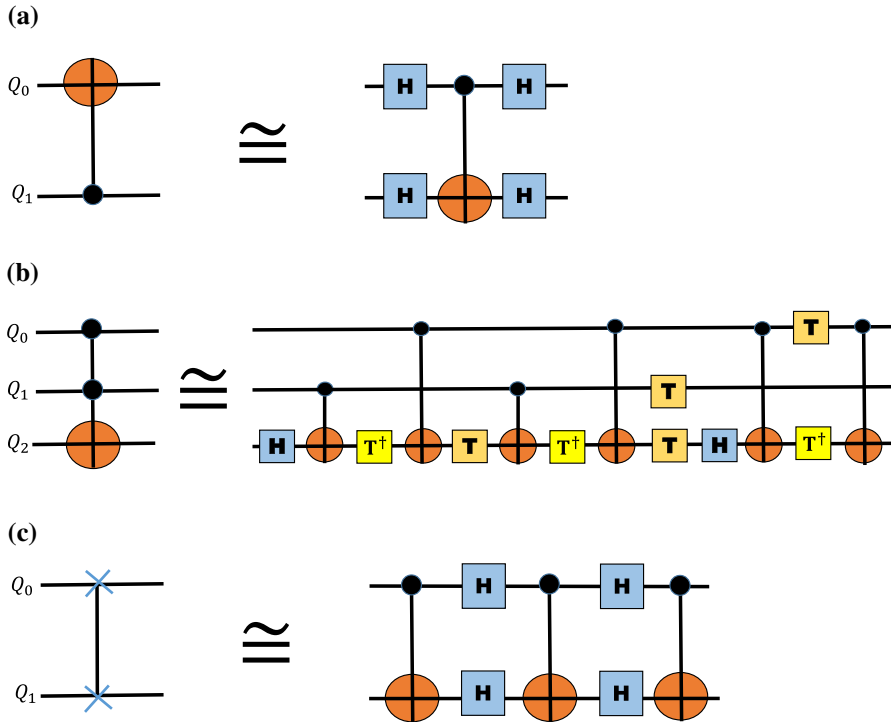 (a)
Q₀ H H
≅
Q₁ H H
(b)
Q₀ T
Q₁ ≅ T
Q₂ H T† T T† T H T†
(c)
Q₀ H H
≅
Q₁ H H